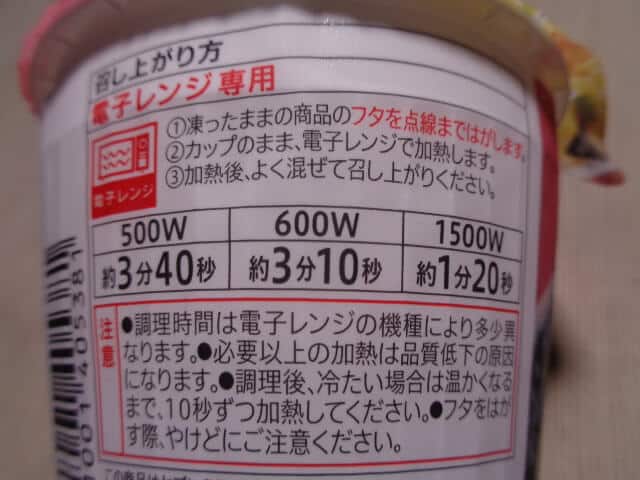 召し上がり方
電子レンジ専用
①凍ったままの商品のフタを点線まではがします。
②カップのまま、電子レンジで加熱します。
③加熱後、よく混ぜて召し上がりください。
電子レンジ
500W 600W 1500W
約3分40秒 約3分10秒 約1分20秒
注意
●調理時間は電子レンジの機種により多少異
なります。●必要以上の加熱は品質低下の原因
になります。●調理後、冷たい場合は温かくなる
まで、10秒ずつ加熱してください。●フタをはが
す際、やけどにご注意ください。
この商品は
001405381